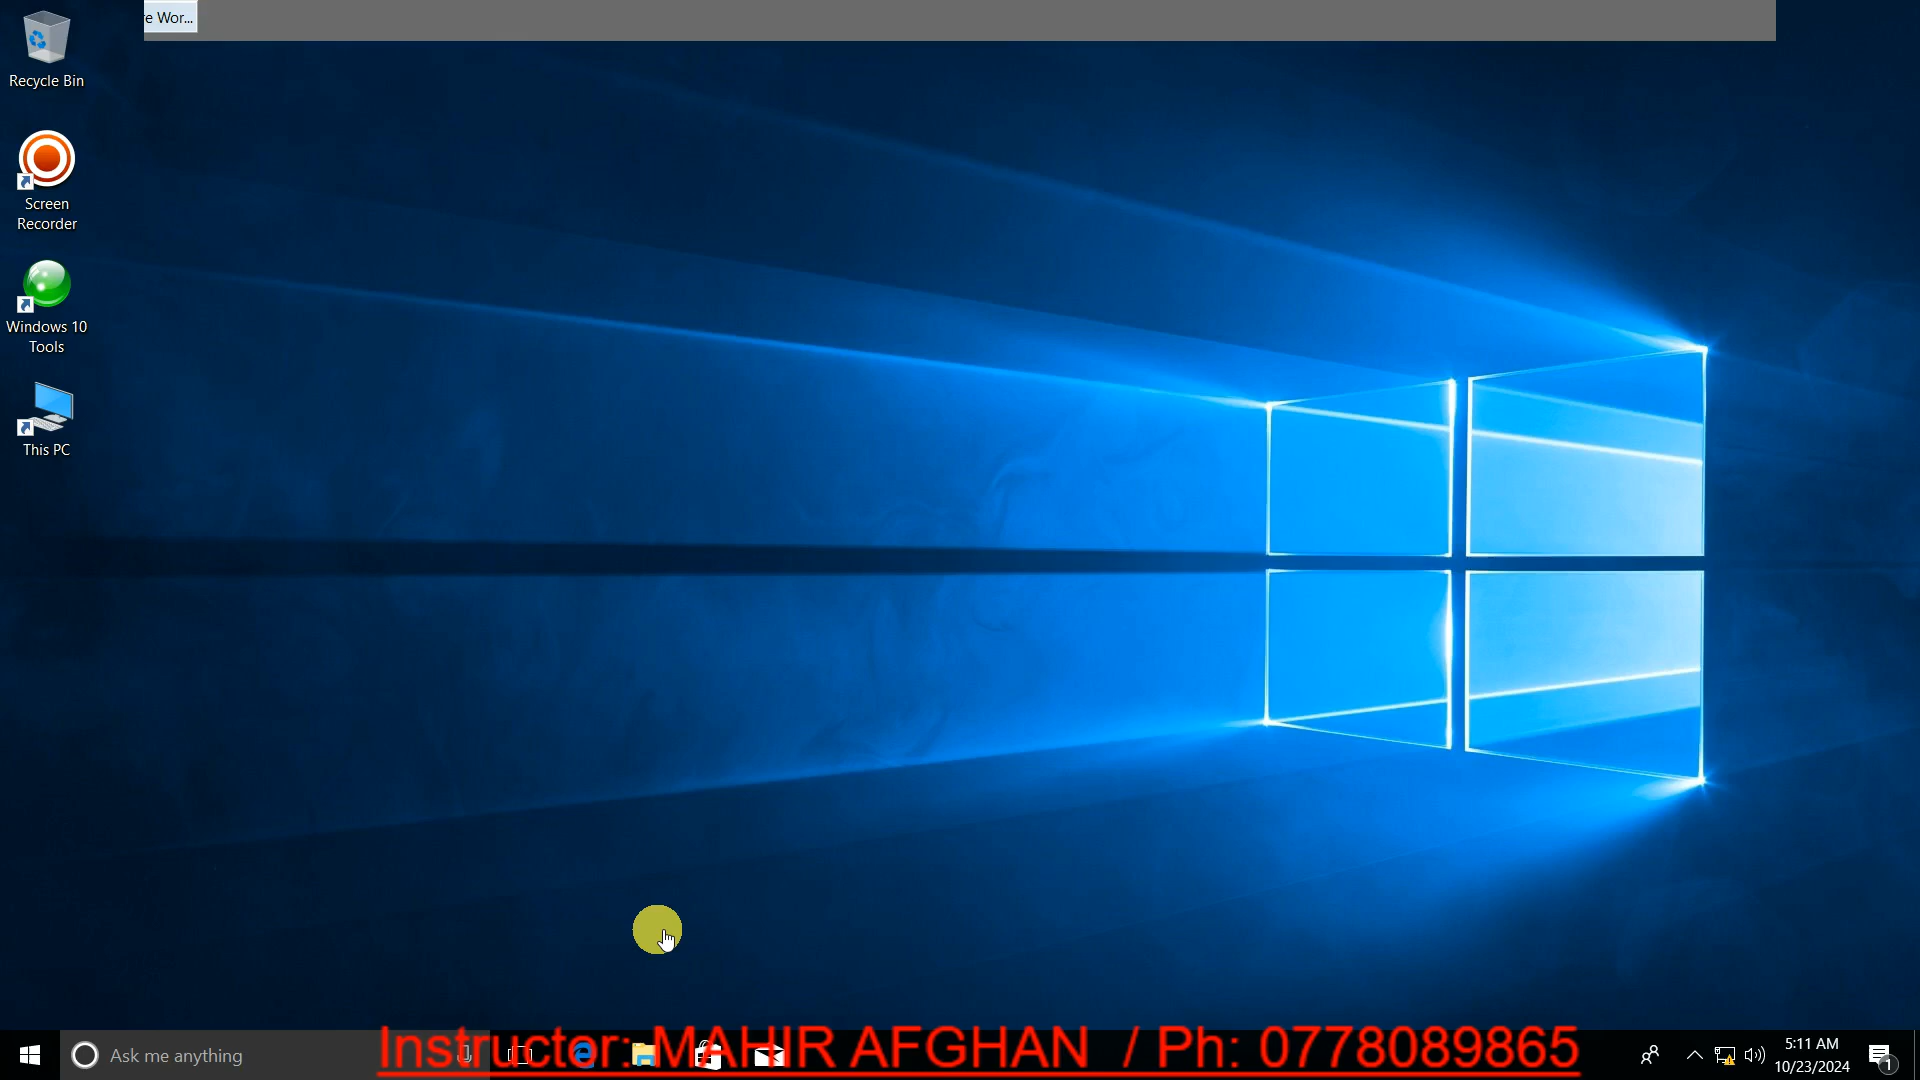 re Wor...
Recycle Bin
Screen
Recorder
Windows 10
Tools
This PC
Ask me anything
Instructor: MAHIR AFGHAN / Ph: 0778089865
5:11 AM
10/23/2024
1